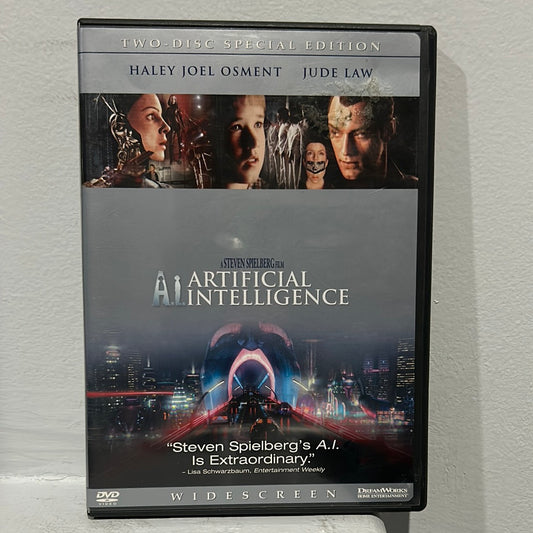 TWO-DISC SPECIAL EDITION
HALEY JOEL OSMENT JUDE LAW
A STEVEN SPIELBERG FILM
A.I. ARTIFICIAL
INTELLIGENCE
"Steven Spielberg's A.I.
Is Extraordinary."
- Lisa Schwarzbaum, Entertainment Weekly
DVD
VIDEO
WIDESCREEN
DREAMWORKS
HOME ENTERTAINMENT